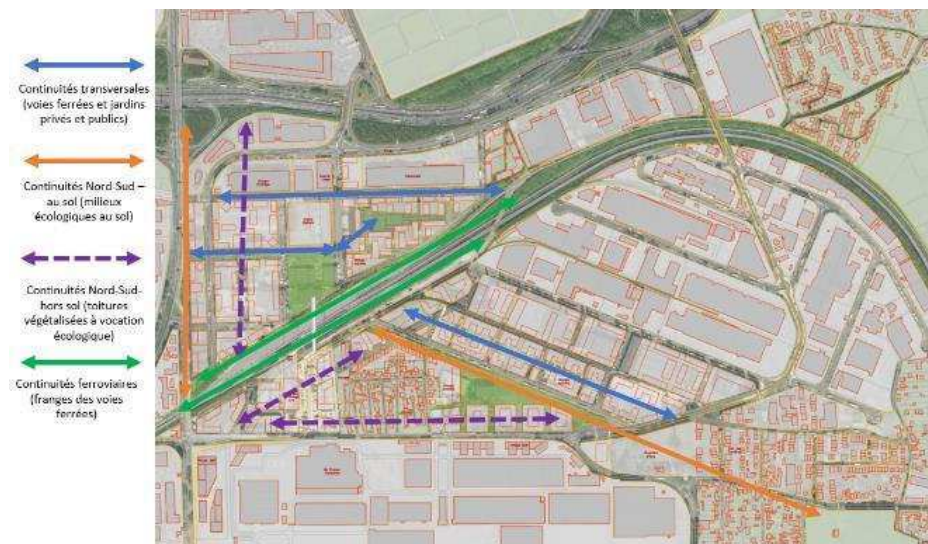 Continuités transversales
(voies ferrées et jardins
privés et publics)
Continuités Nord-Sud –
au sol (milieux
écologiques au sol)
Continuités Nord-Sud-
hors sol (toitures
végétalisées à vocation
écologique)
Continuités ferroviaires
(franges des voies
ferrées)